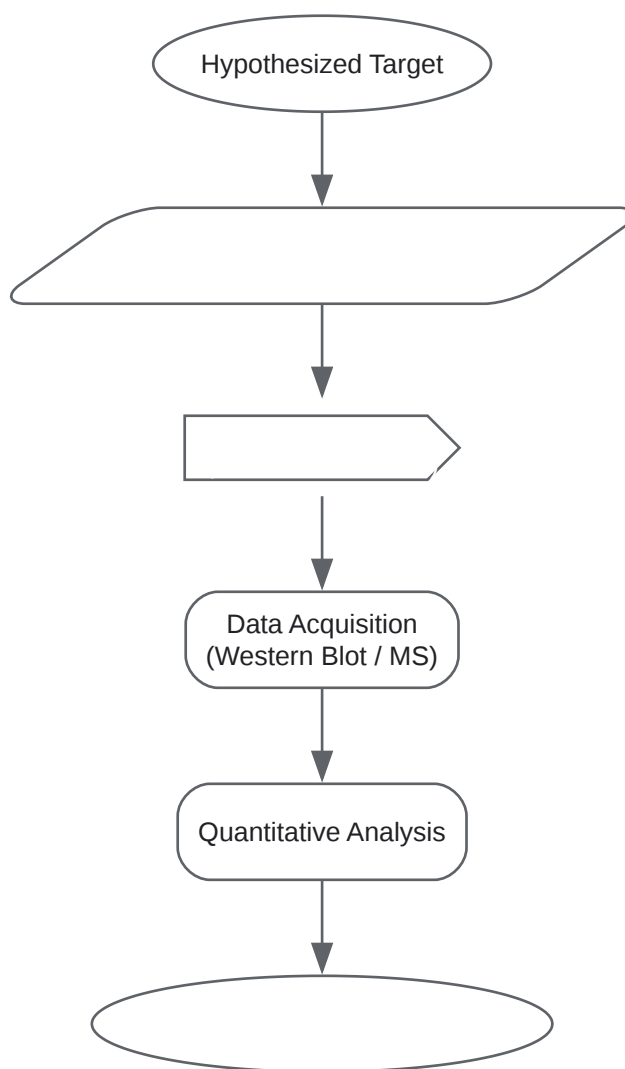 Hypothesized Target
Data Acquisition
(Western Blot / MS)
Quantitative Analysis